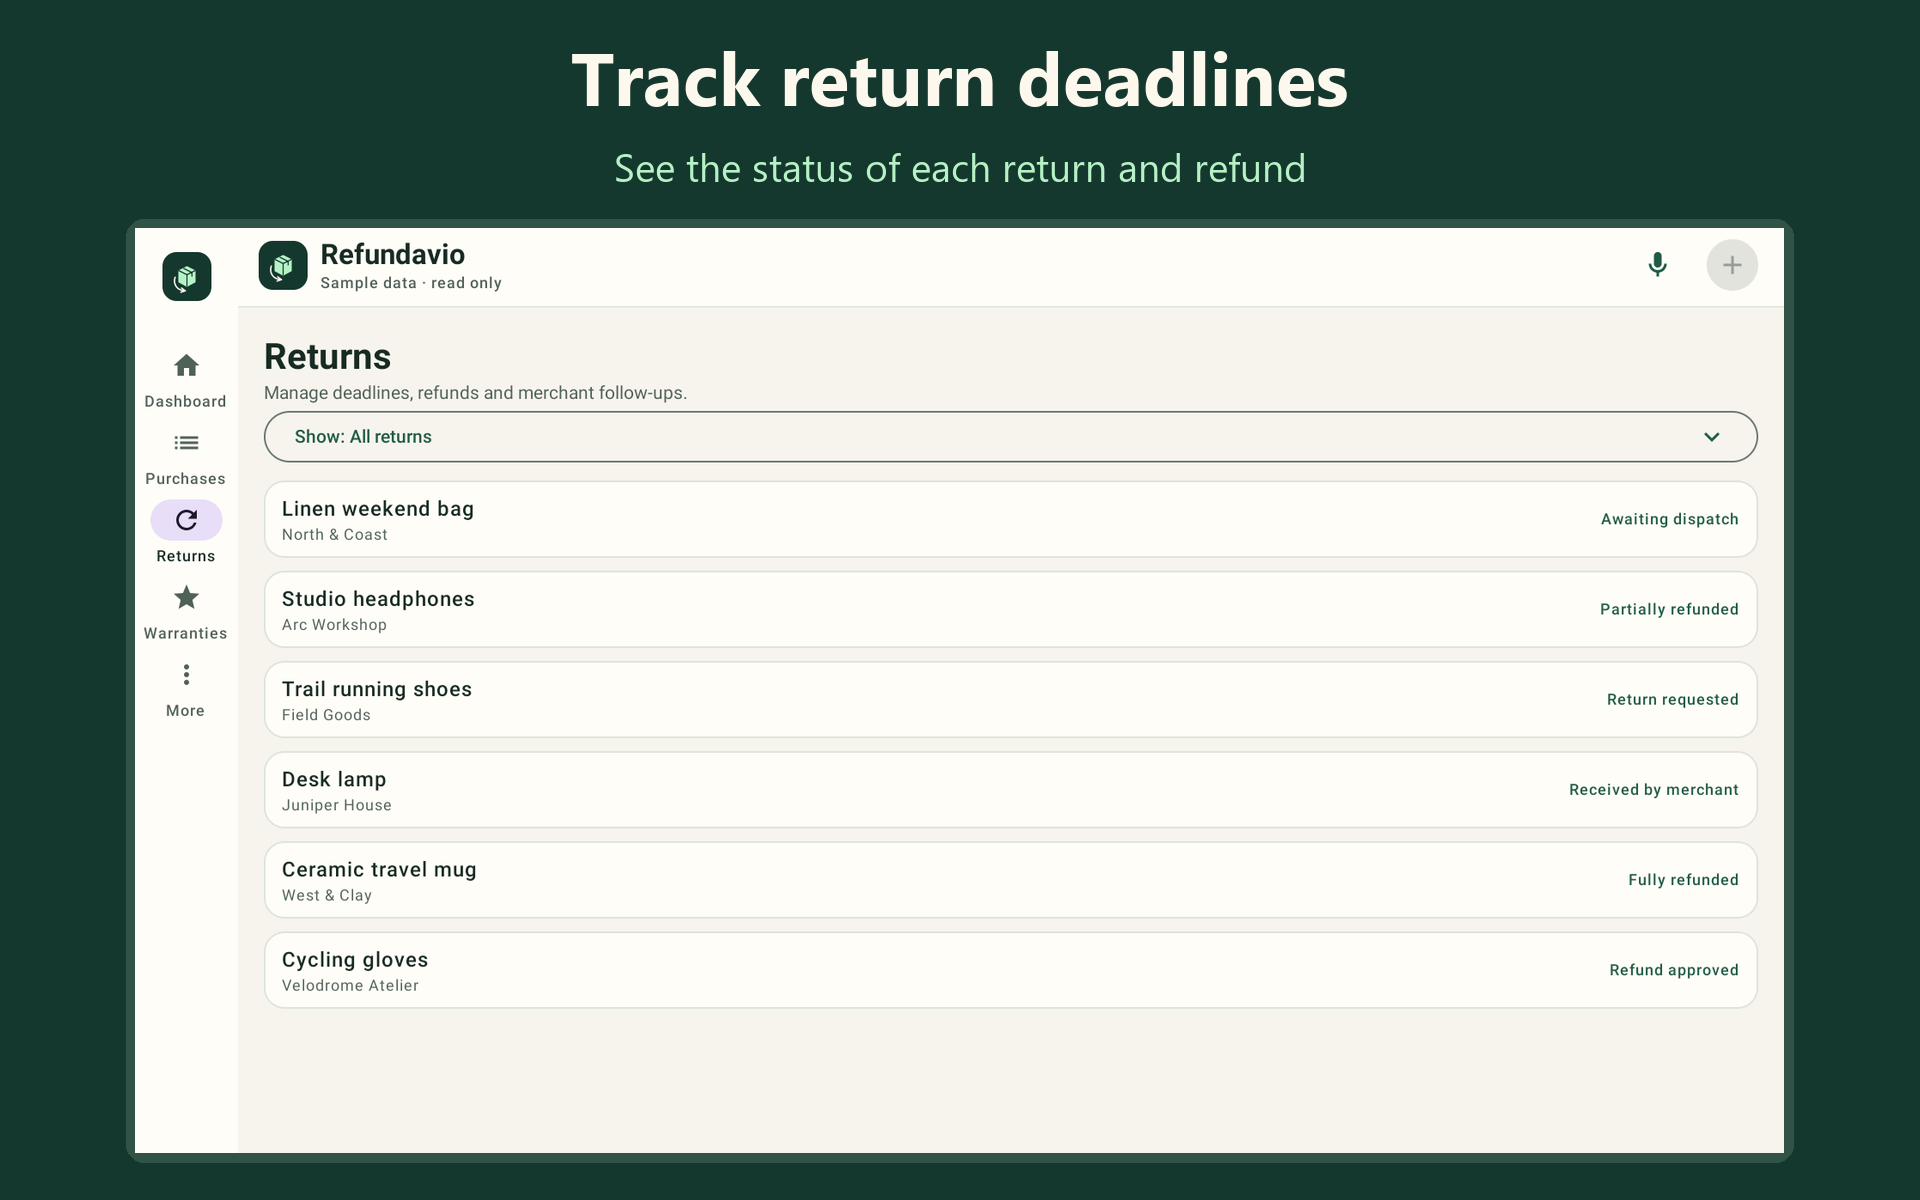 Track return deadlines
See the status of each return and refund
Refundavio
Sample data · read only
Dashboard
Purchases
Returns
Warranties
More
Returns
Manage deadlines, refunds and merchant follow-ups.
Show: All returns
Linen weekend bag
North & Coast
Awaiting dispatch
Studio headphones
Arc Workshop
Partially refunded
Trail running shoes
Field Goods
Return requested
Desk lamp
Juniper House
Received by merchant
Ceramic travel mug
West & Clay
Fully refunded
Cycling gloves
Velodrome Atelier
Refund approved